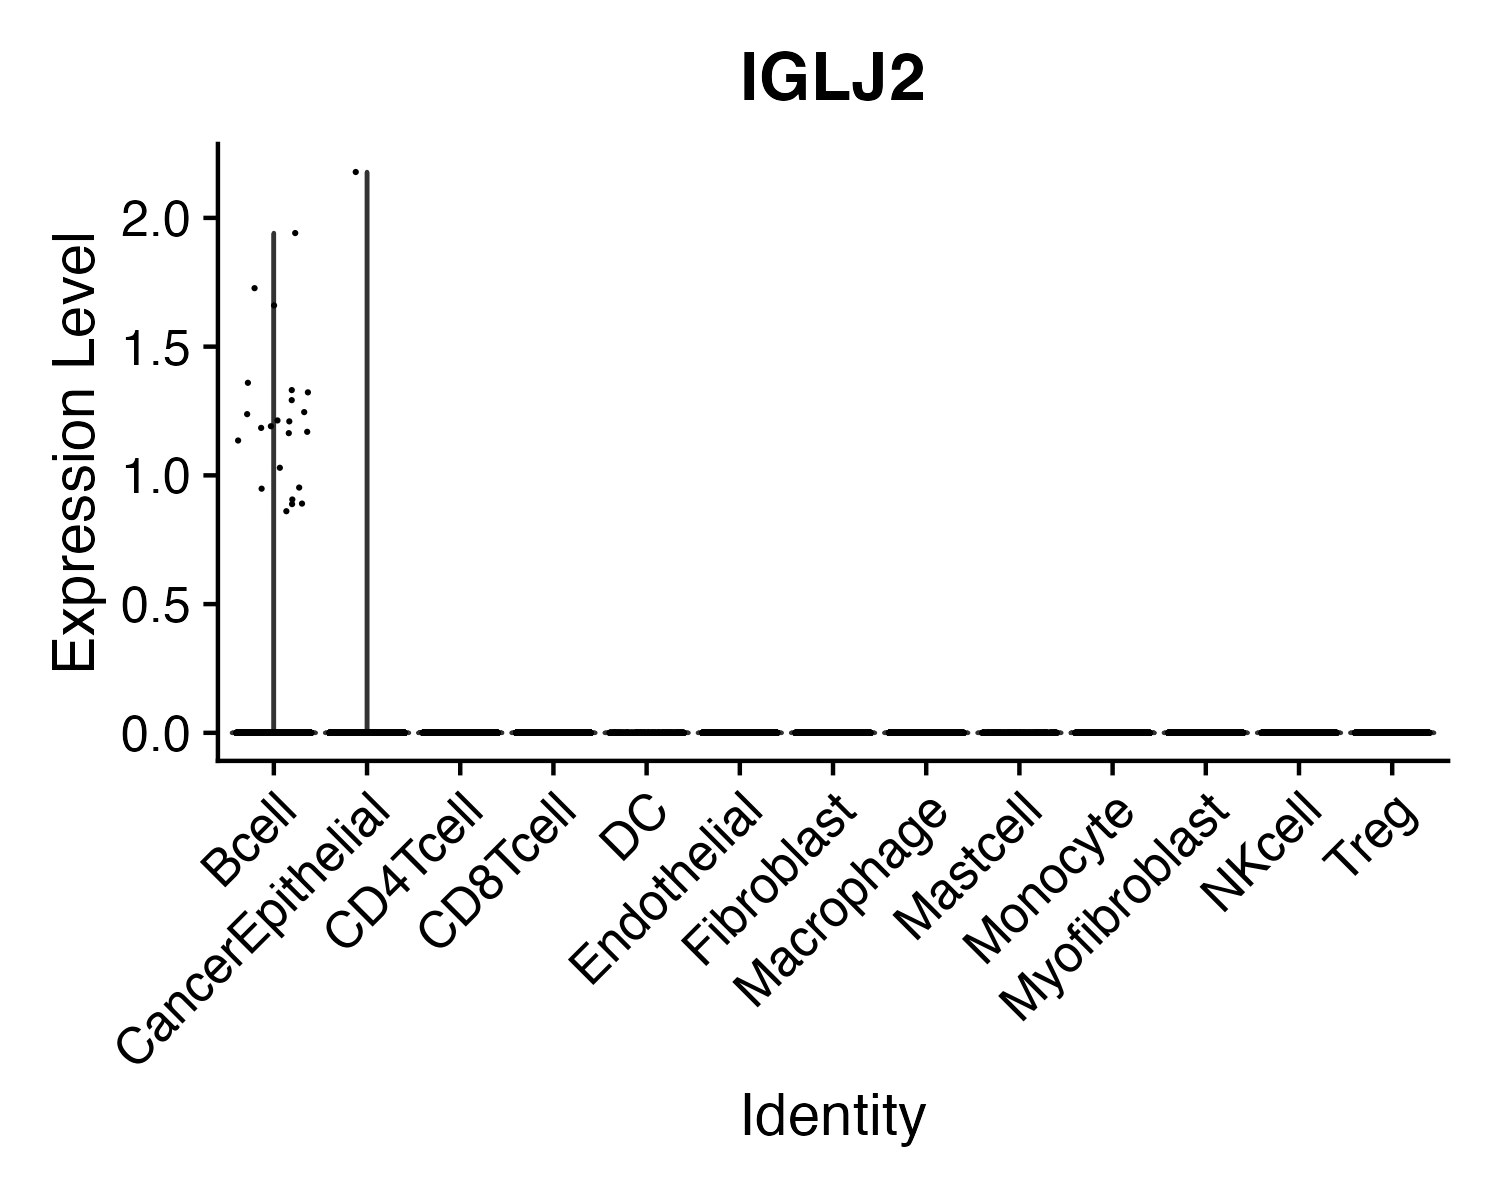 IGLJ2
Expression Level
2.0
1.5
1.0
0.5
0.0
Bcell
CancerEpithelial
CD4Tcell
CD8Tcell
DC
Endothelial
Fibroblast
Macrophage
Mastcell
Monocyte
Myofibroblast
NKcell
Treg
Identity